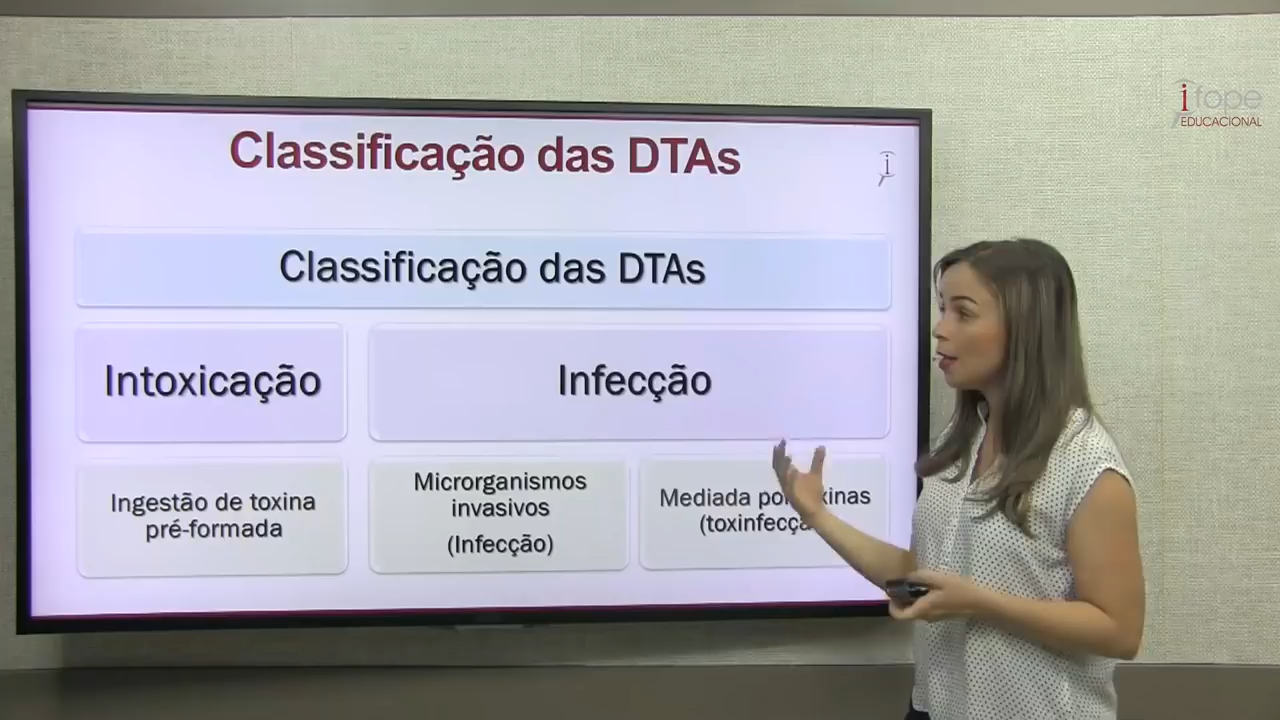 ifope
EDUCACIONAL
Classificação das DTAs
i
Classificação das DTAs
Intoxicação
Infecção
Ingestão de toxina
pré-formada
Microrganismos
invasivos
(Infecção)
Mediada por